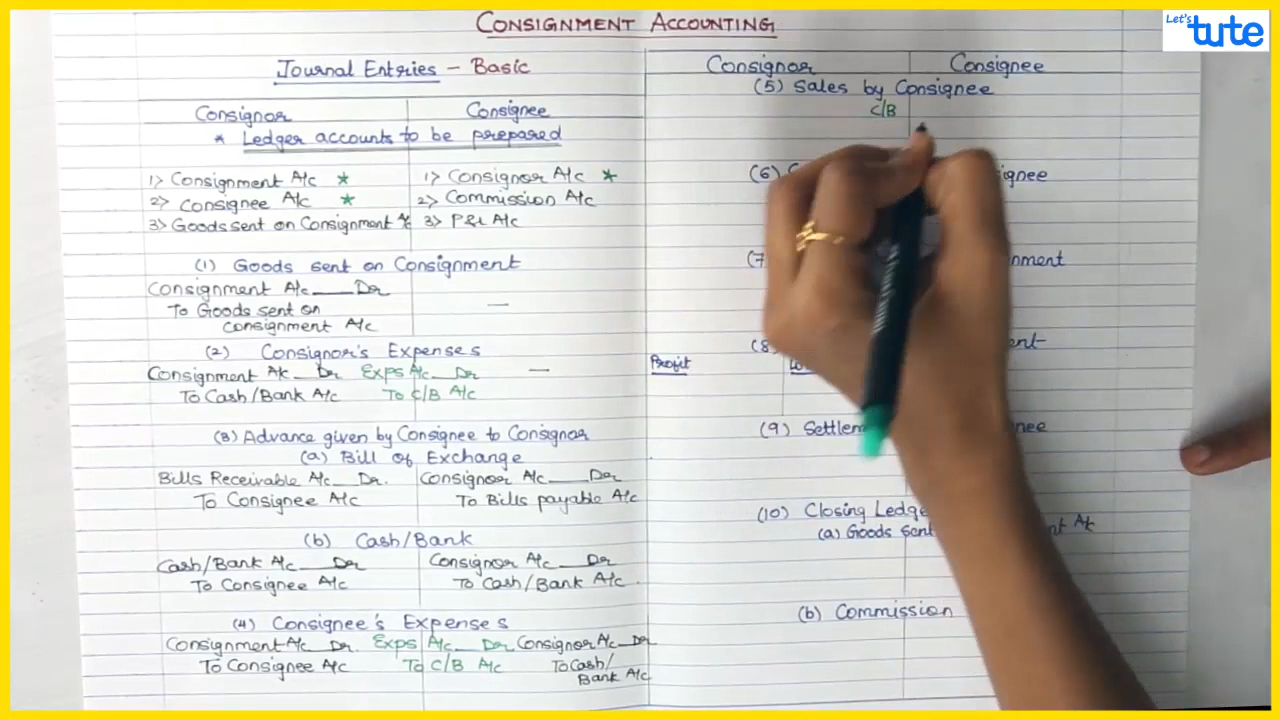 CONSIGNMENT ACCOUNTING
Let's tute
Journal Entries - Basic
Consignor Consignee
* Ledger accounts to be prepared
1> Consignment A/c *
2> Consignee A/c *
3> Goods sent on Consignment A/c
1> Consignor A/c *
2> Commission A/c
3> P&L A/c
(1) Goods sent on Consignment
Consignment A/c ___ Dr
To Goods sent on
consignment A/c
—
(2) Consignor's Expenses
Consignment A/c _ Dr Exps A/c _ Dr —
To Cash/Bank A/c To C/B A/c
(3) Advance given by Consignee to Consignor
(a) Bill of Exchange
Bills Receivable A/c __ Dr. Consignor A/c ___ Dr
To Consignee A/c To Bills payable A/c
(b) Cash/Bank
Cash/Bank A/c ___ Dr Consignor A/c ___ Dr
To Consignee A/c To Cash/Bank A/c.
(4) Consignee's Expenses
Consignment A/c _ Dr. Exps A/c _ Dr Consignor A/c _ Dr
To Consignee A/c To C/B A/c To Cash/
Bank A/c
Consignor Consignee
(5) Sales by Consignee
C/B
(6)
(7
(8
Profit
(9) Settlem
(10) Closing Ledge
(a) Goods sent
(b) Commission